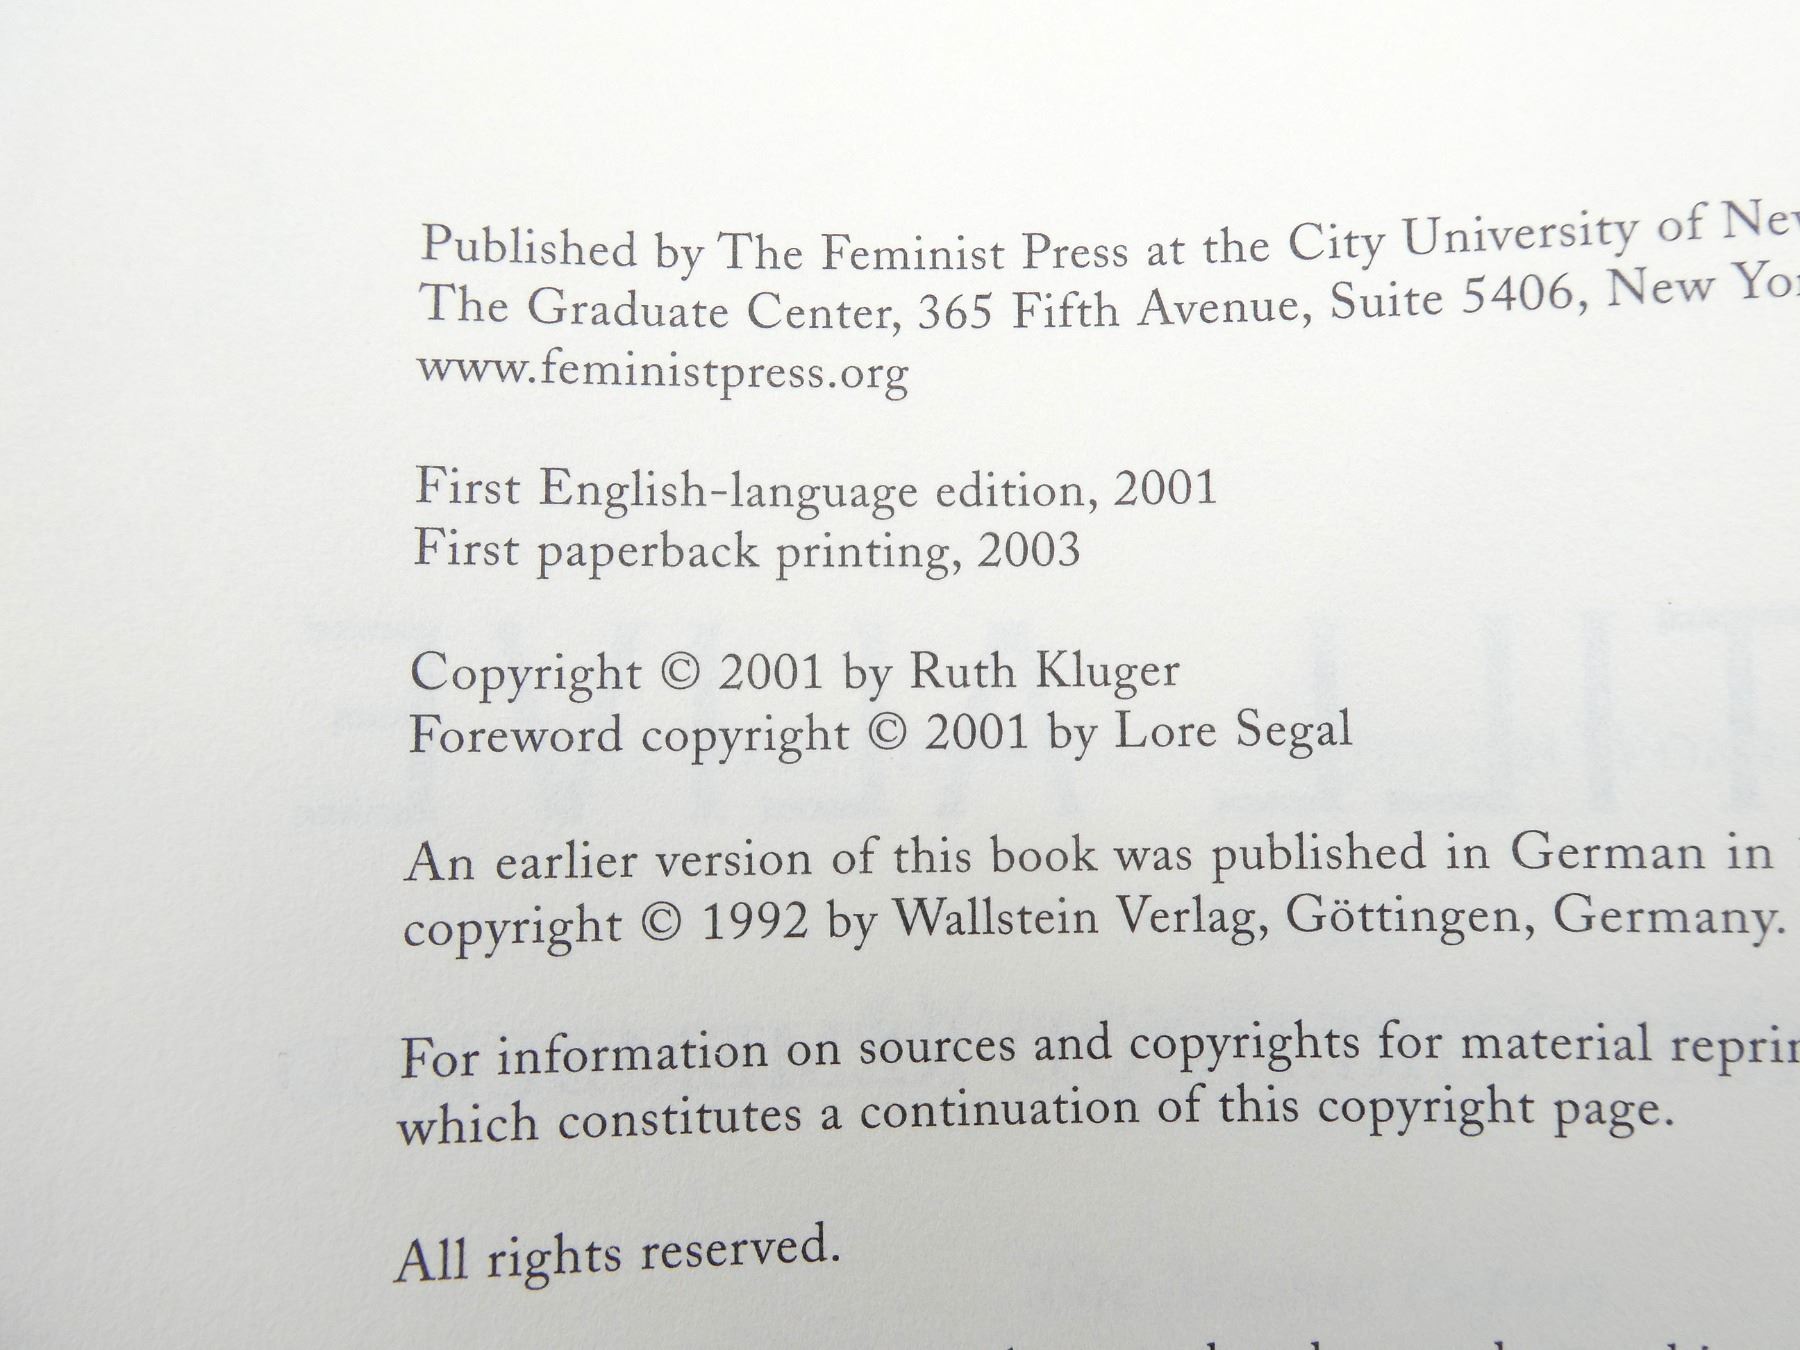 Published by The Feminist Press at the City University of
The Graduate Center, 365 Fifth Avenue, Suite 5406, New
www.feministpress.org
First English-language edition, 2001
First paperback printing, 2003
Copyright © 2001 by Ruth Kluger
Foreword copyright © 2001 by Lore Segal
An earlier version of this book was published in German in
copyright © 1992 by Wallstein Verlag, Göttingen, Germany.
For information on sources and copyrights for material
which constitutes a continuation of this copyright page.
All rights reserved.